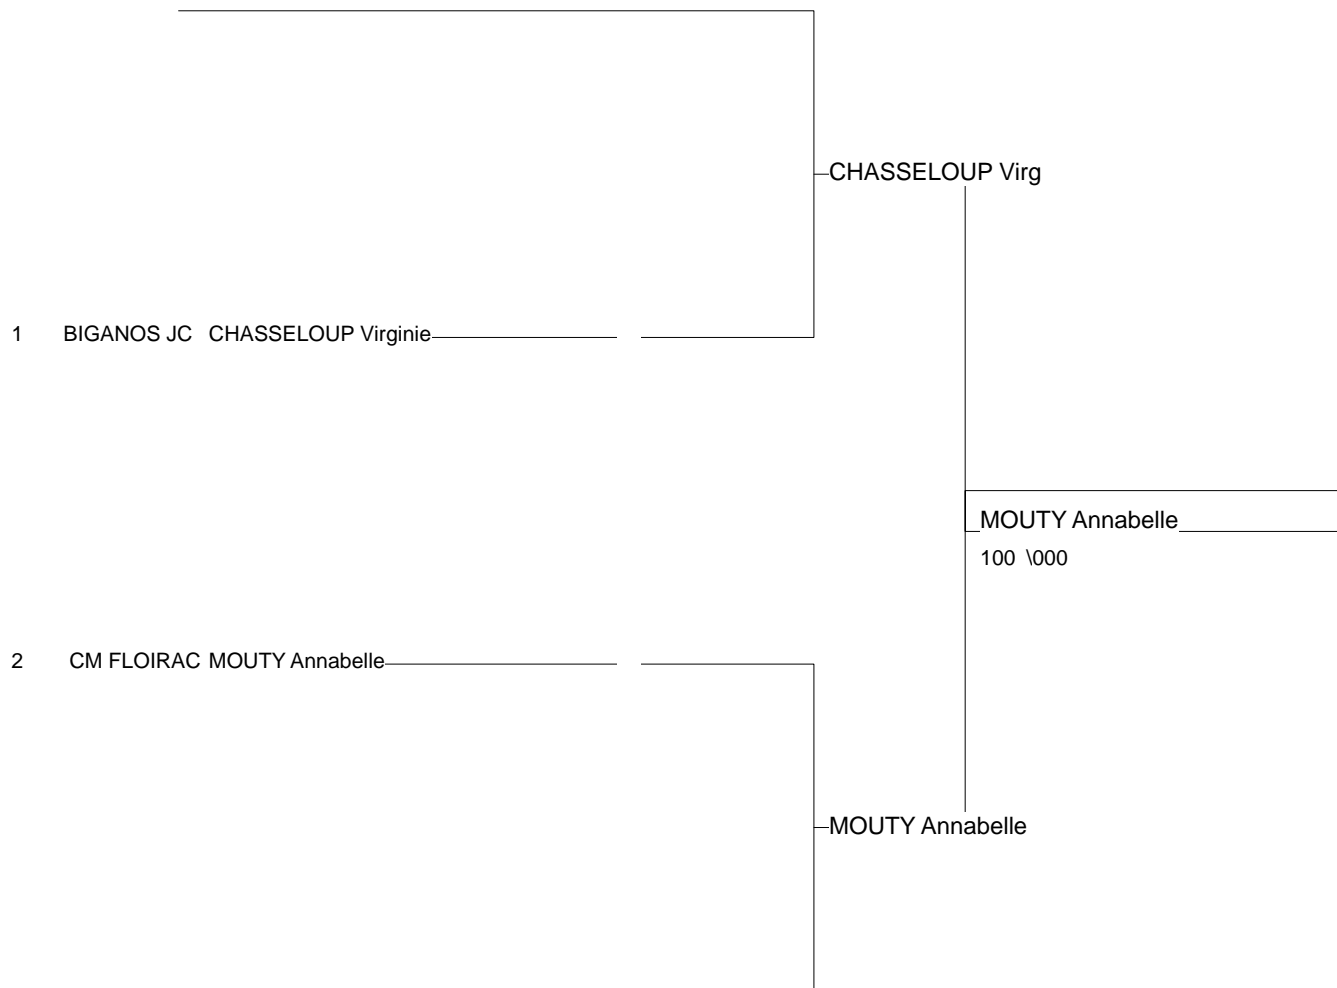 CHASSELOUP Virg
1 BIGANOS JC CHASSELOUP Virginie
MOUTY Annabelle
100 \000
2 CM FLOIRAC MOUTY Annabelle
MOUTY Annabelle